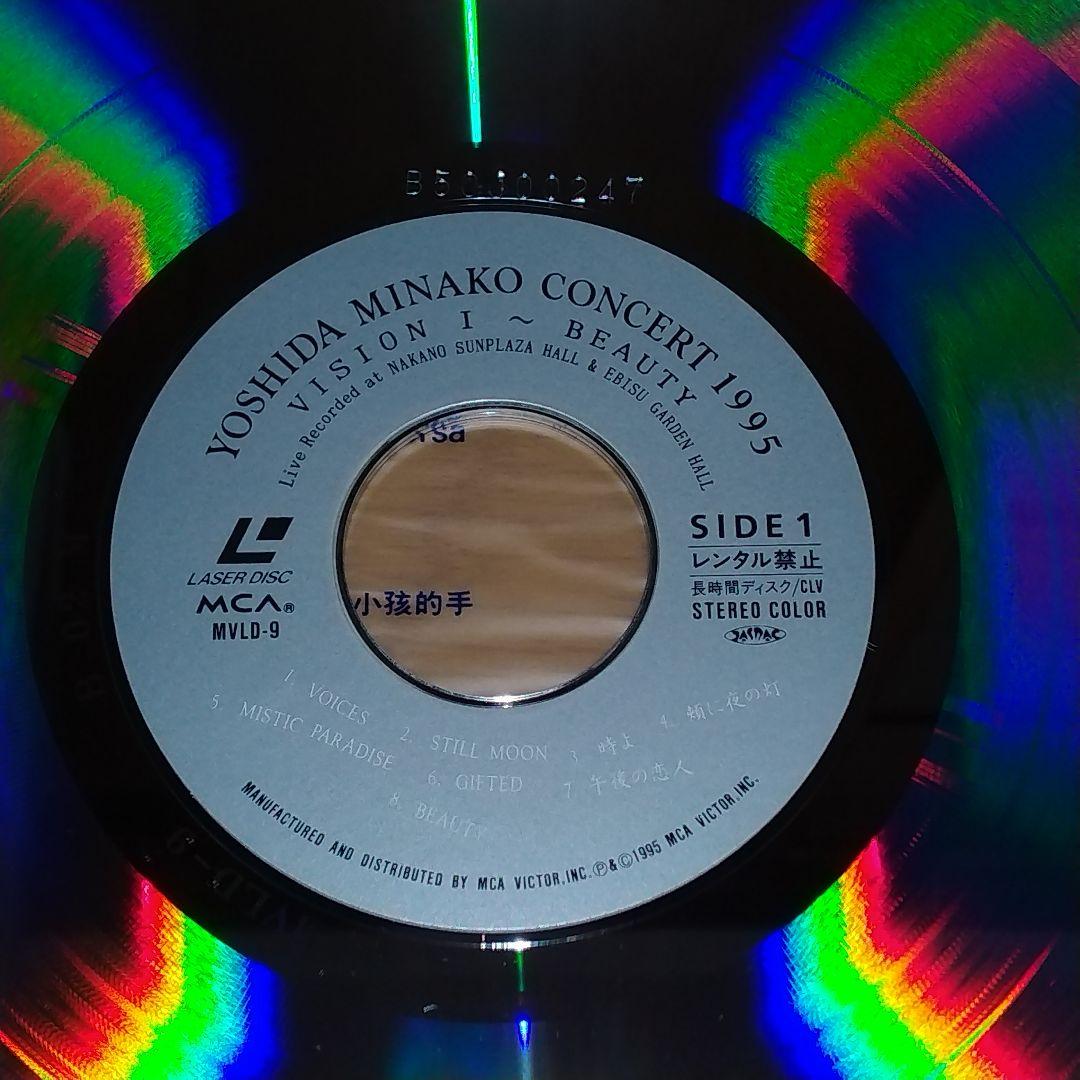 B50300247
YOSHIDA MINAKO CONCERT 1995
VISION I ~ BEAUTY
Live Recorded at NAKANO SUNPLAZA HALL & EBISU GARDEN HALL
LASER DISC
MCA®
MVLD-9
SIDE 1
レンタル禁止
長時間ディスク/CLV
STEREO COLOR
JASRAC
小孩的手
1. VOICES
2. STILL MOON
3. 時よ
4. 頬に夜の灯
5. MISTIC PARADISE
6. GIFTED
7. 午後の恋人
8. BEAUTY
MANUFACTURED AND DISTRIBUTED BY MCA VICTOR, INC. ℗&©1995 MCA VICTOR, INC.